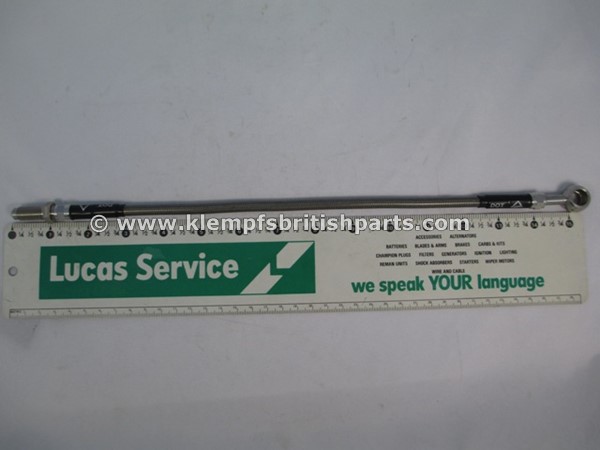 DOT
© www.klempfsbritishparts.com ©
Lucas Service
ACCESSORIES ALTERNATORS
BATTERIES BLADES & ARMS BRAKES CABLES & KITS
CHAMPION PLUGS FILTERS GENERATORS IGNITION LIGHTING
REMAN UNITS SHOCK ABSORBERS STARTERS WIPER MOTORS
WIRE AND CABLE
we speak YOUR language